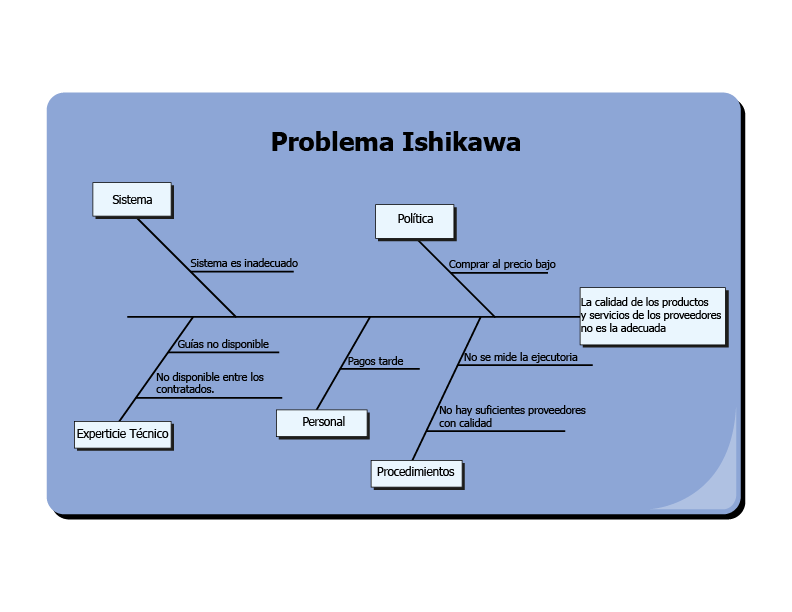 Problema Ishikawa
Sistema
Política
Sistema es inadecuado
Comprar al precio bajo
La calidad de los productos
y servicios de los proveedores
no es la adecuada
Guías no disponible
No disponible entre los
contratados.
Pagos tarde
No se mide la ejecutoria
No hay suficientes proveedores
con calidad
Experticie Técnico
Personal
Procedimientos